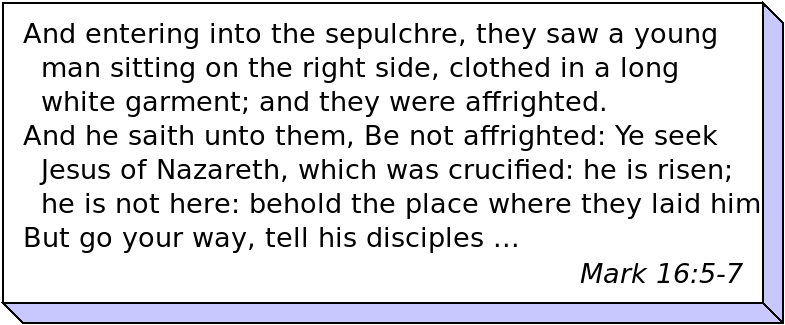 And entering into the sepulchre, they saw a young
man sitting on the right side, clothed in a long
white garment; and they were affrighted.
And he saith unto them, Be not affrighted: Ye seek
Jesus of Nazareth, which was crucified: he is risen;
he is not here: behold the place where they laid him
But go your way, tell his disciples ...
Mark 16:5-7